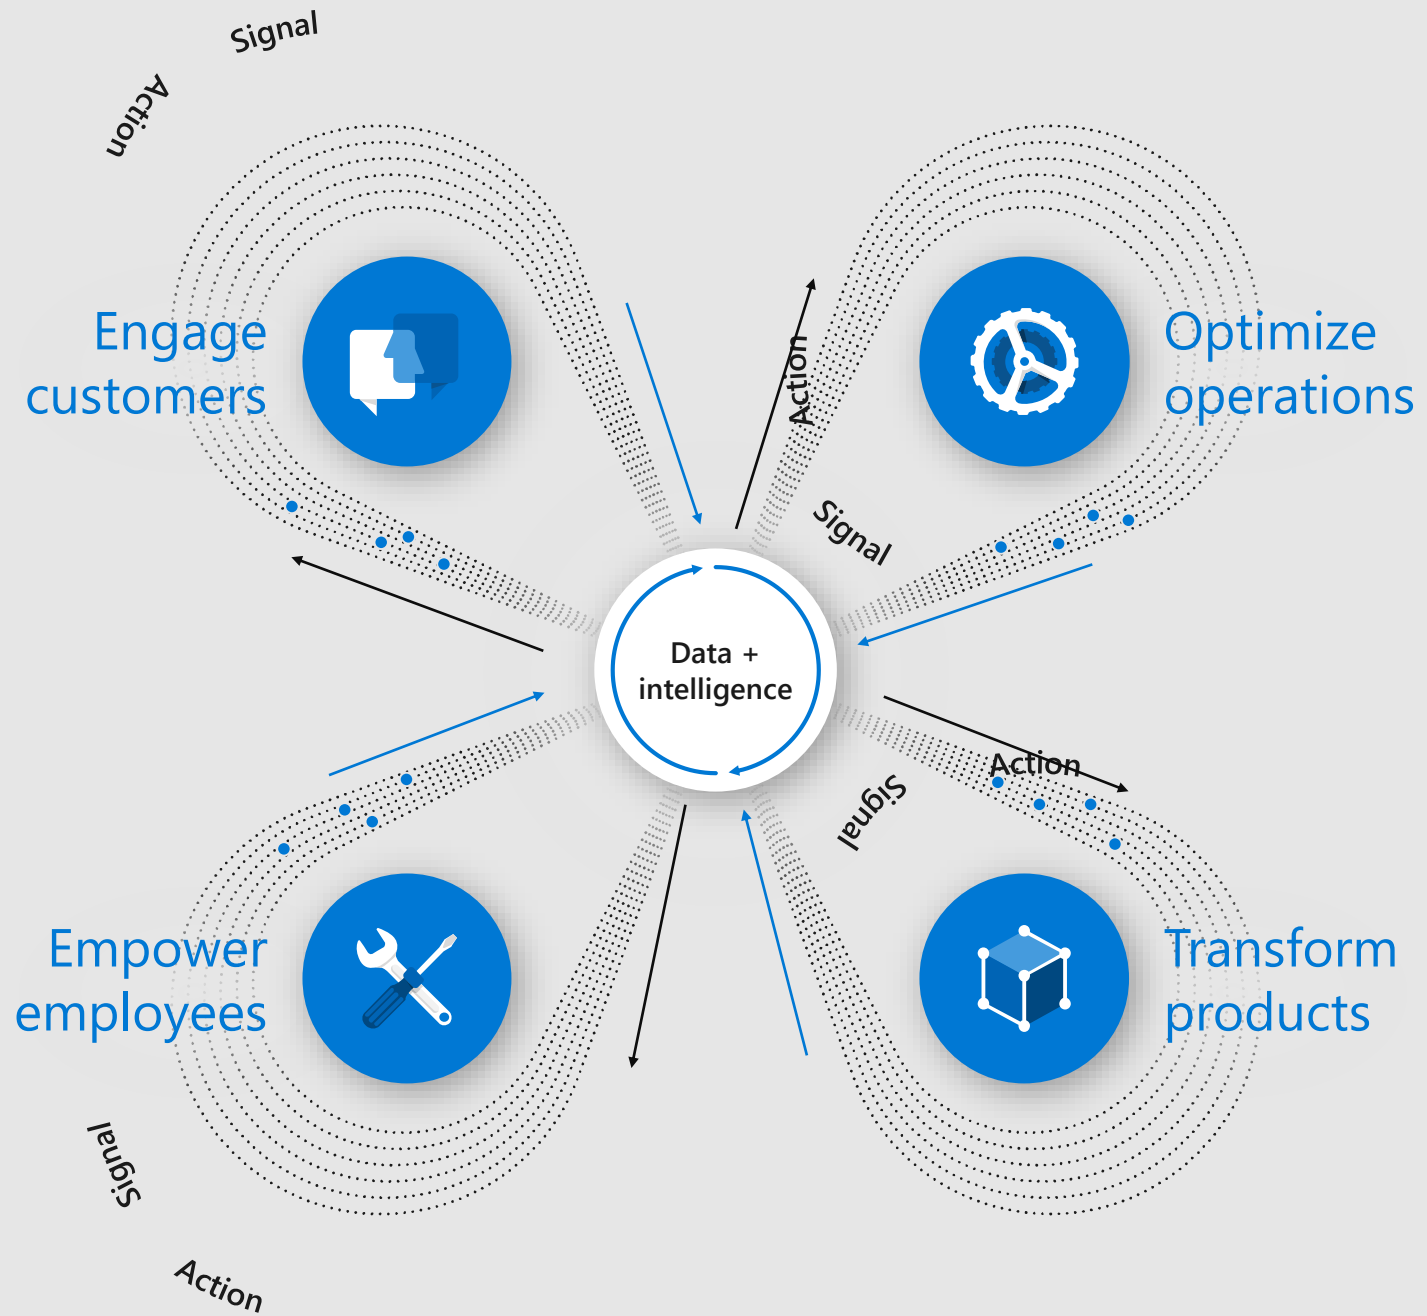 Signal
Action
Engage
customers
Action
Optimize
operations
Signal
Data +
intelligence
Action
Signal
Empower
employees
Transform
products
Signal
Action